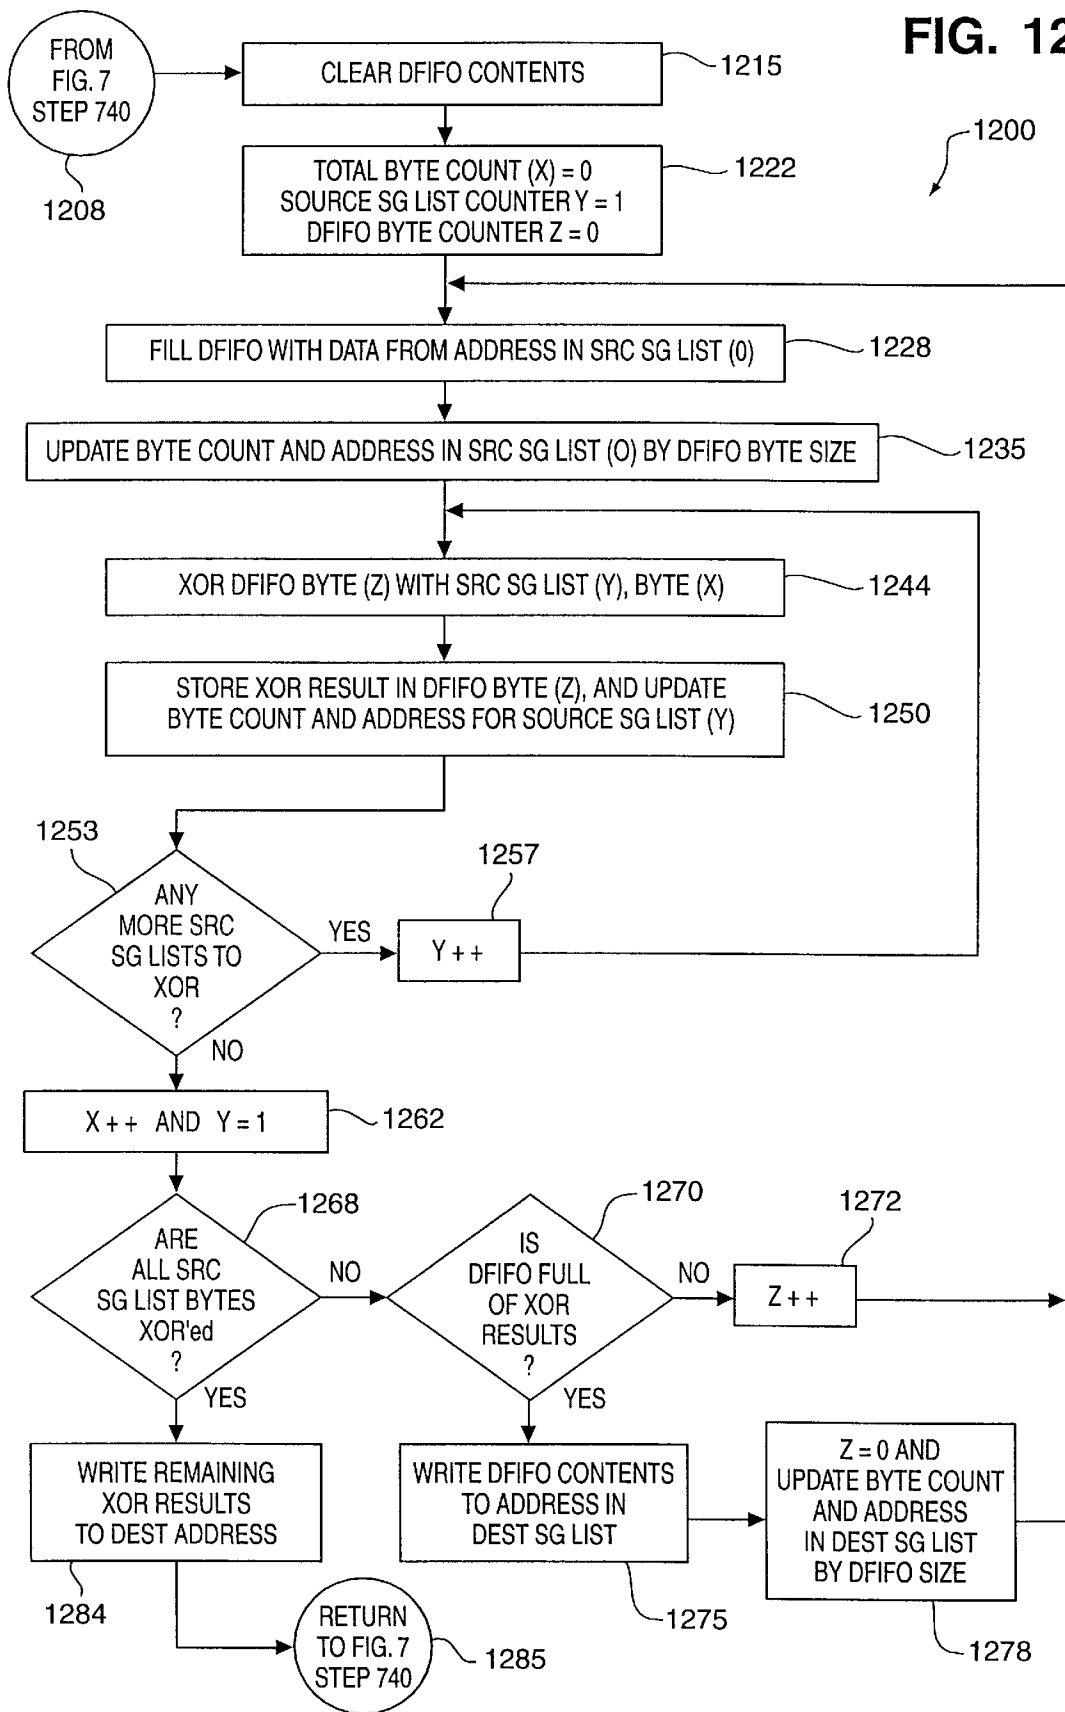 FIG. 12
FROM
FIG. 7
STEP 740
1208
CLEAR DFIFO CONTENTS
1215
1200
TOTAL BYTE COUNT (X) = 0
SOURCE SG LIST COUNTER Y = 1
DFIFO BYTE COUNTER Z = 0
1222
FILL DFIFO WITH DATA FROM ADDRESS IN SRC SG LIST (0)
1228
UPDATE BYTE COUNT AND ADDRESS IN SRC SG LIST (O) BY DFIFO BYTE SIZE
1235
XOR DFIFO BYTE (Z) WITH SRC SG LIST (Y), BYTE (X)
1244
STORE XOR RESULT IN DFIFO BYTE (Z), AND UPDATE
BYTE COUNT AND ADDRESS FOR SOURCE SG LIST (Y)
1250
1253
ANY
MORE SRC
SG LISTS TO
XOR
?
YES
NO
1257
Y + +
X + + AND Y = 1
1262
ARE
ALL SRC
SG LIST BYTES
XOR'ed
?
1268
NO
YES
IS
DFIFO FULL
OF XOR
RESULTS
?
1270
NO
YES
1272
Z + +
WRITE REMAINING
XOR RESULTS
TO DEST ADDRESS
1284
WRITE DFIFO CONTENTS
TO ADDRESS IN
DEST SG LIST
1275
Z = 0 AND
UPDATE BYTE COUNT
AND ADDRESS
IN DEST SG LIST
BY DFIFO SIZE
1278
RETURN
TO FIG. 7
STEP 740
1285